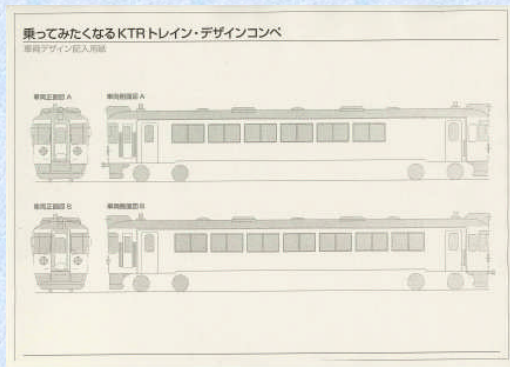 乗ってみたくなるKTRトレイン・デザインコンペ
車両デザイン記入用紙
車両正面図 A
車両側面図 A
車両正面図 B
車両側面図 B